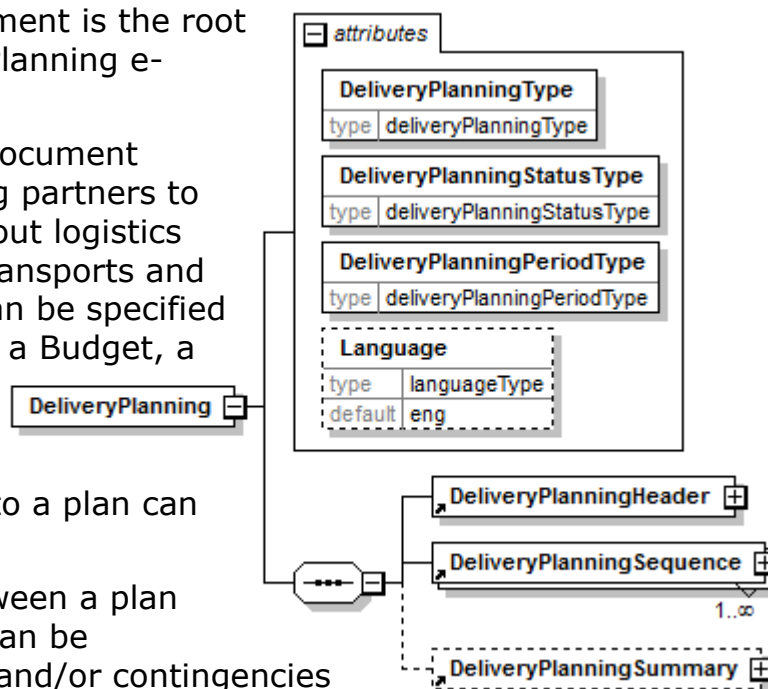 ment is the root
Planning e-
ocument
g partners to
out logistics
ansports and
an be specified
a Budget, a
to a plan can
ween a plan
an be
and/or contingencies
attributes
DeliveryPlanningType
type deliveryPlanningType
DeliveryPlanningStatusType
type deliveryPlanningStatusType
DeliveryPlanningPeriodType
type deliveryPlanningPeriodType
Language
type languageType
default eng
DeliveryPlanning
DeliveryPlanningHeader
DeliveryPlanningSequence
1..∞
DeliveryPlanningSummary